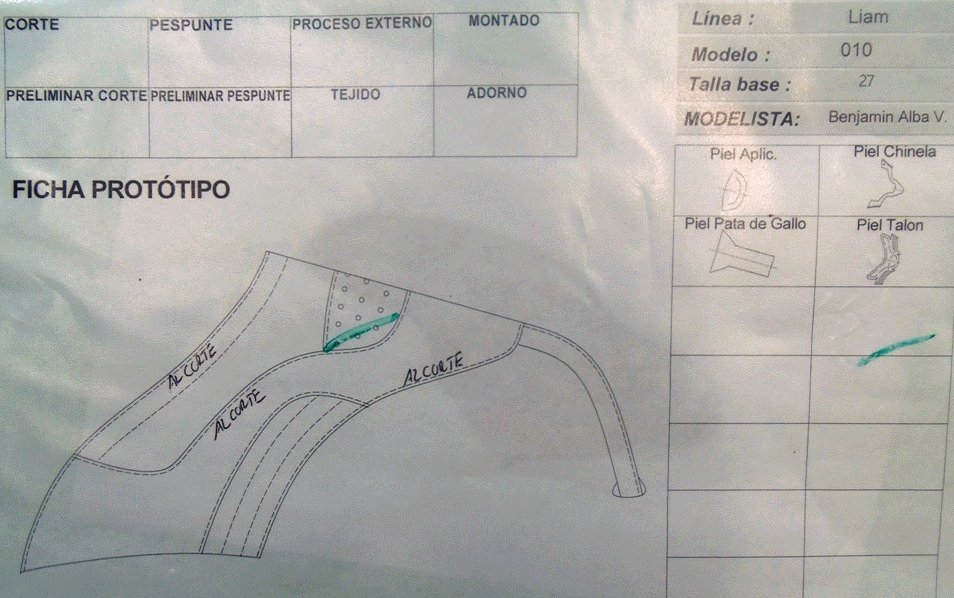 CORTE PESPUNTE PROCESO EXTERNO MONTADO
PRELIMINAR CORTE PRELIMINAR PESPUNTE TEJIDO ADORNO
Línea : Liam
Modelo : 010
Talla base : 27
MODELISTA: Benjamin Alba V.
Piel Aplic. Piel Chinela
Piel Pata de Gallo Piel Talon
FICHA PROTÓTIPO
AL CORTE
AL CORTE
AL CORTE